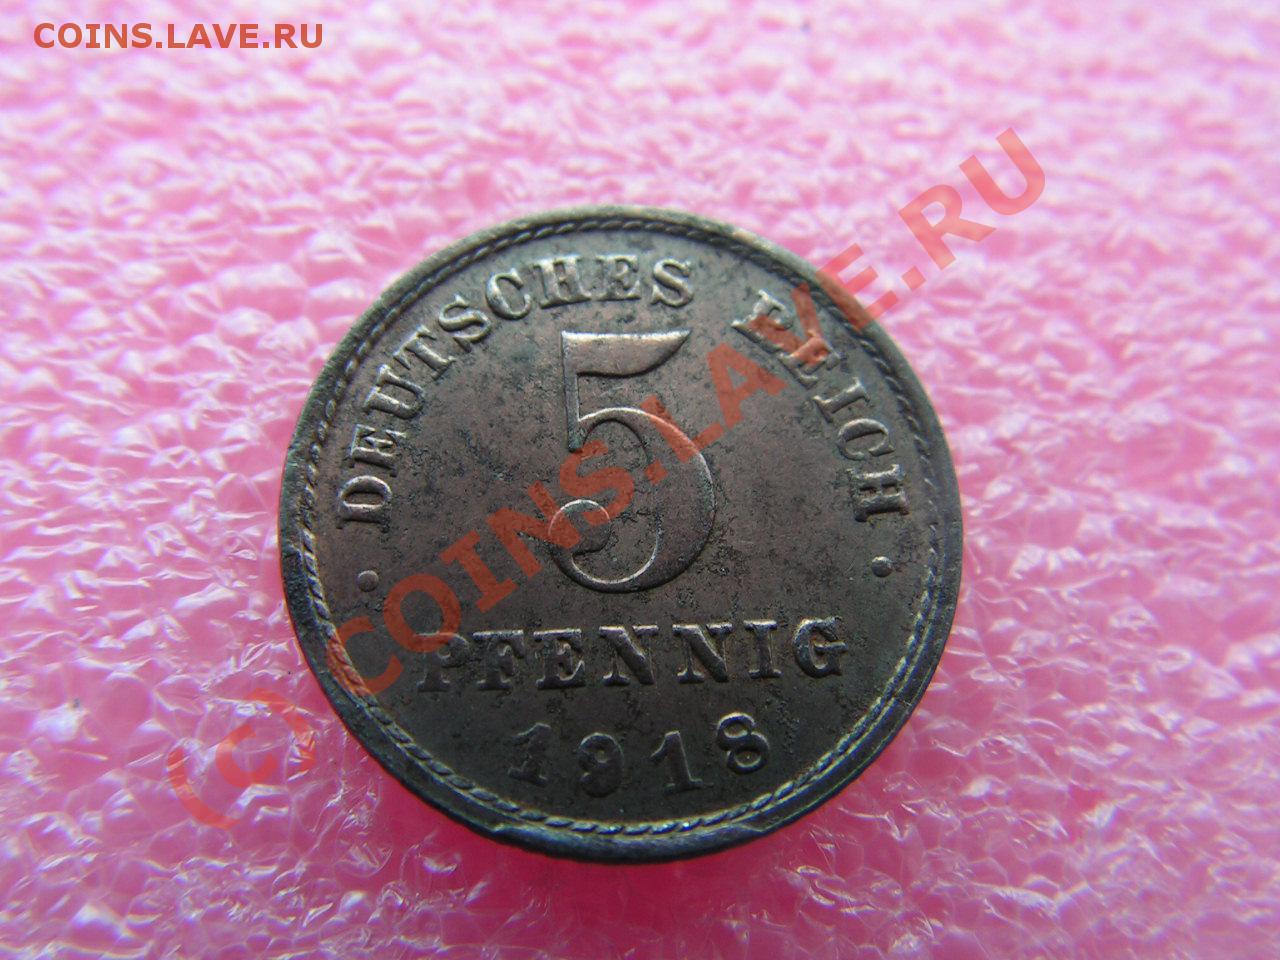 COINS.LAVE.RU
DEUTSCHES REICH
5
PFENNIG
1918
(c) COINS.LAVE.RU